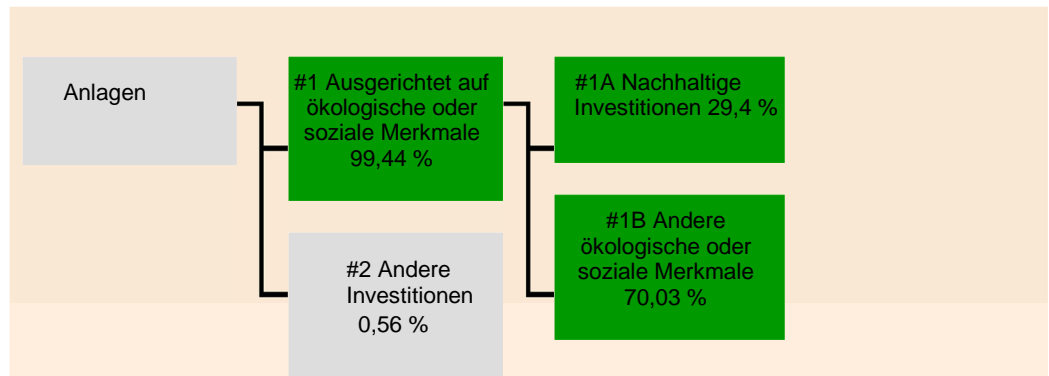 Anlagen
#1 Ausgerichtet auf
ökologische oder
soziale Merkmale
99,44 %
#1A Nachhaltige
Investitionen 29,4 %
#1B Andere
ökologische oder
soziale Merkmale
70,03 %
#2 Andere
Investitionen
0,56 %